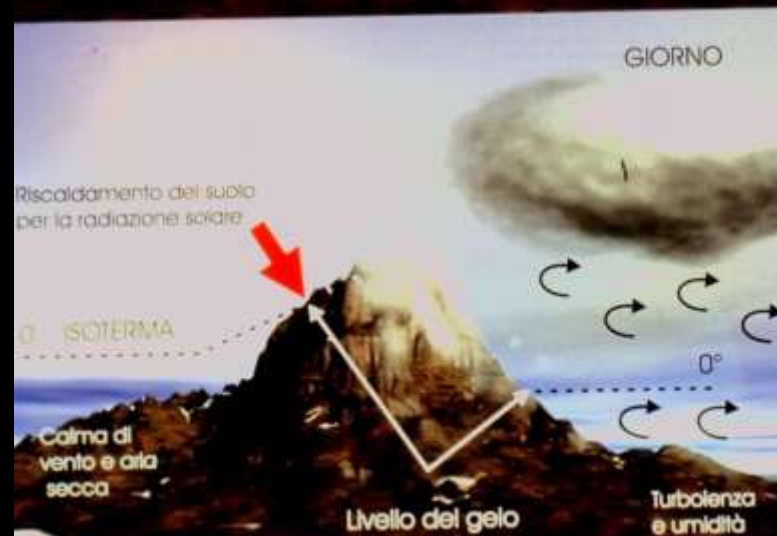 GIORNO
Riscaldamento del suolo
per la radiazione solare
0 ISOTERMA
0°
Calma di
vento e aria
secca
Livello del gelo
Turbolenza
e umidità